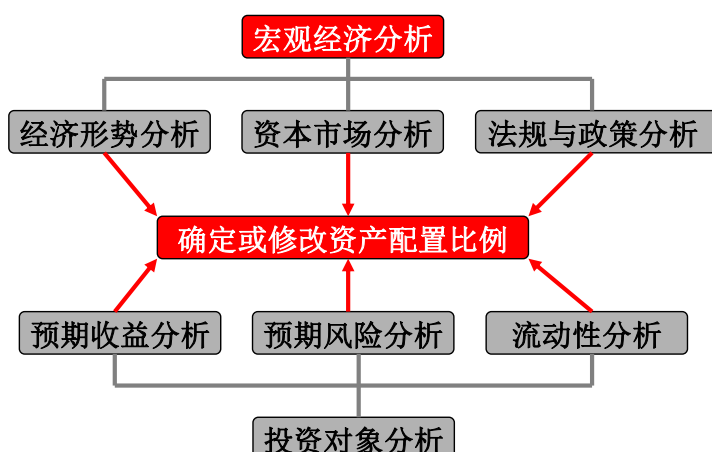 宏观经济分析
经济形势分析
资本市场分析
法规与政策分析
确定或修改资产配置比例
预期收益分析
预期风险分析
流动性分析
投资对象分析